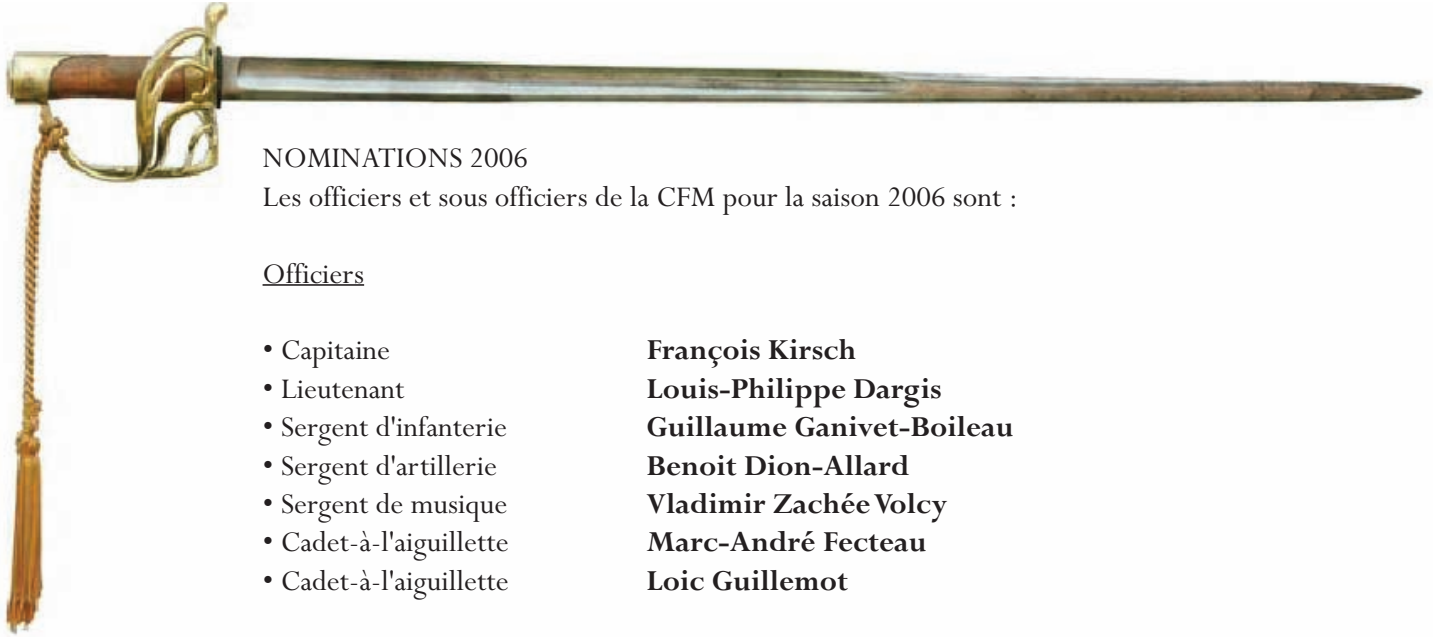 NOMINATIONS 2006
Les officiers et sous officiers de la CFM pour la saison 2006 sont :
Officiers
• Capitaine François Kirsch
• Lieutenant Louis-Philippe Dargis
• Sergent d'infanterie Guillaume Ganivet-Boileau
• Sergent d'artillerie Benoit Dion-Allard
• Sergent de musique Vladimir Zachée Volcy
• Cadet-à-l'aiguillette Marc-André Fecteau
• Cadet-à-l'aiguillette Loic Guillemot